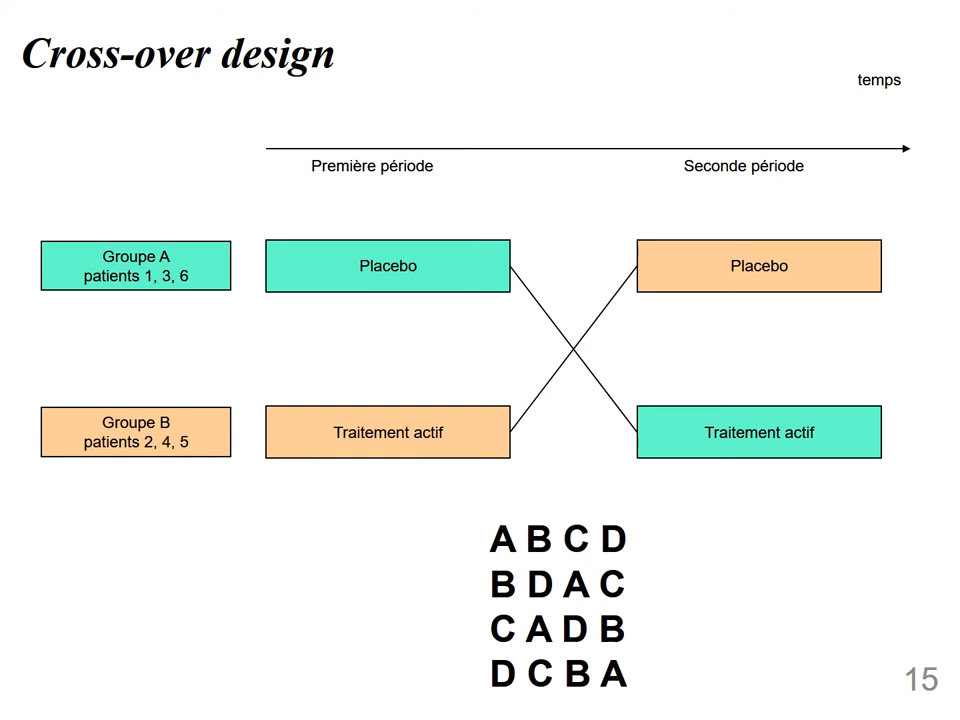 Cross-over design
temps
Première période
Seconde période
Groupe A
patients 1, 3, 6
Placebo
Placebo
Groupe B
patients 2, 4, 5
Traitement actif
Traitement actif
A B C D
B D A C
C A D B
D C B A
15